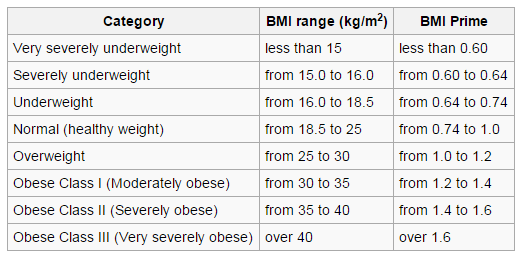 Category BMI range (kg/m²) BMI Prime
Very severely underweight less than 15 less than 0.60
Severely underweight from 15.0 to 16.0 from 0.60 to 0.64
Underweight from 16.0 to 18.5 from 0.64 to 0.74
Normal (healthy weight) from 18.5 to 25 from 0.74 to 1.0
Overweight from 25 to 30 from 1.0 to 1.2
Obese Class I (Moderately obese) from 30 to 35 from 1.2 to 1.4
Obese Class II (Severely obese) from 35 to 40 from 1.4 to 1.6
Obese Class III (Very severely obese) over 40 over 1.6